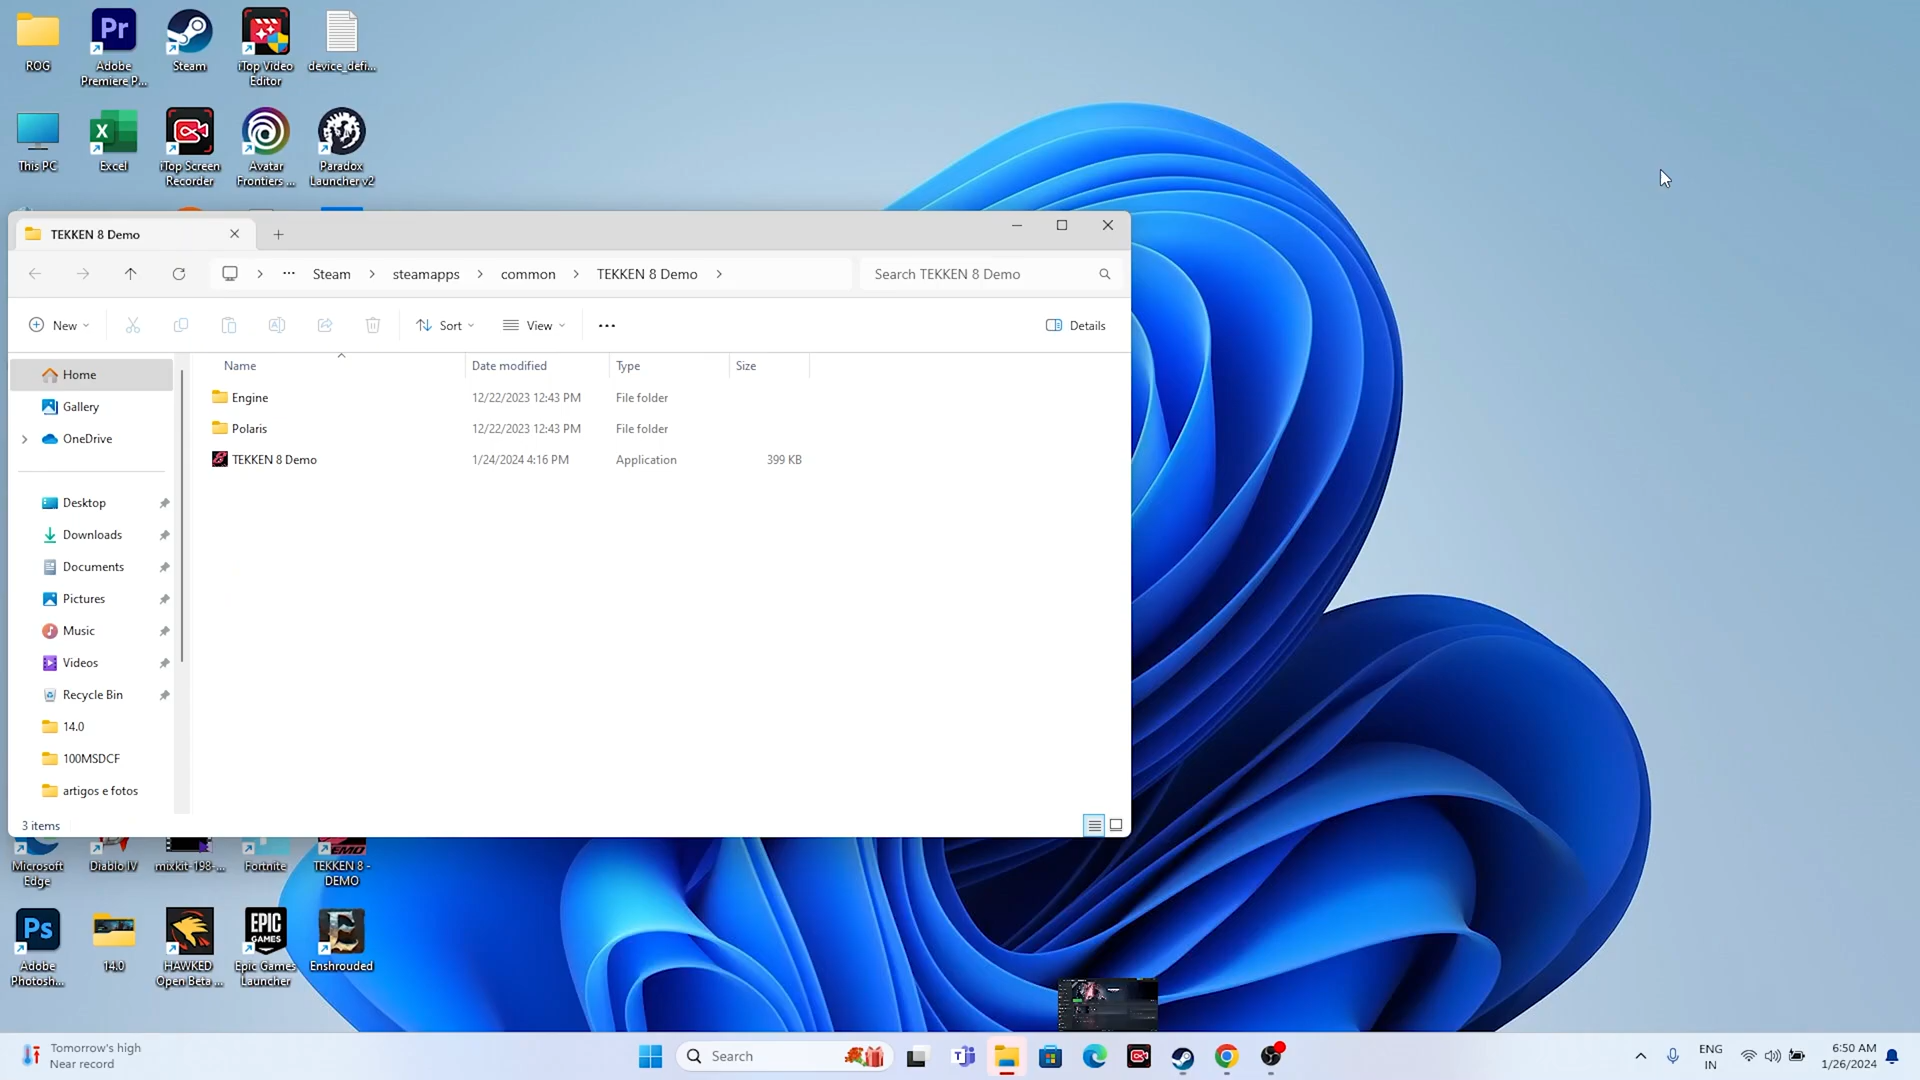 ROG
Adobe
Premiere P...
Steam
iTop Video
Editor
device_defi...
This PC
Excel
iTop Screen
Recorder
Avatar
Frontiers ...
Paradox
Launcher v2
TEKKEN 8 Demo
Steam
steamapps
common
TEKKEN 8 Demo
Search TEKKEN 8 Demo
New
Sort
View
Details
Name
Date modified
Type
Size
Home
Gallery
OneDrive
Desktop
Downloads
Documents
Pictures
Music
Videos
Recycle Bin
14.0
100MSDCF
artigos e fotos
Engine 12/22/2023 12:43 PM File folder
Polaris 12/22/2023 12:43 PM File folder
TEKKEN 8 Demo 1/24/2024 4:16 PM Application 399 KB
3 items
Microsoft
Edge
Diablo IV
mixkit-198-...
Fortnite
TEKKEN 8 -
DEMO
Ps
Adobe
Photosh...
14.0
HAWKED
Open Beta ...
EPIC
GAMES
Epic Games
Launcher
Enshrouded
Pr
Tomorrow's high
Near record
Search
ENG
IN
6:50 AM
1/26/2024